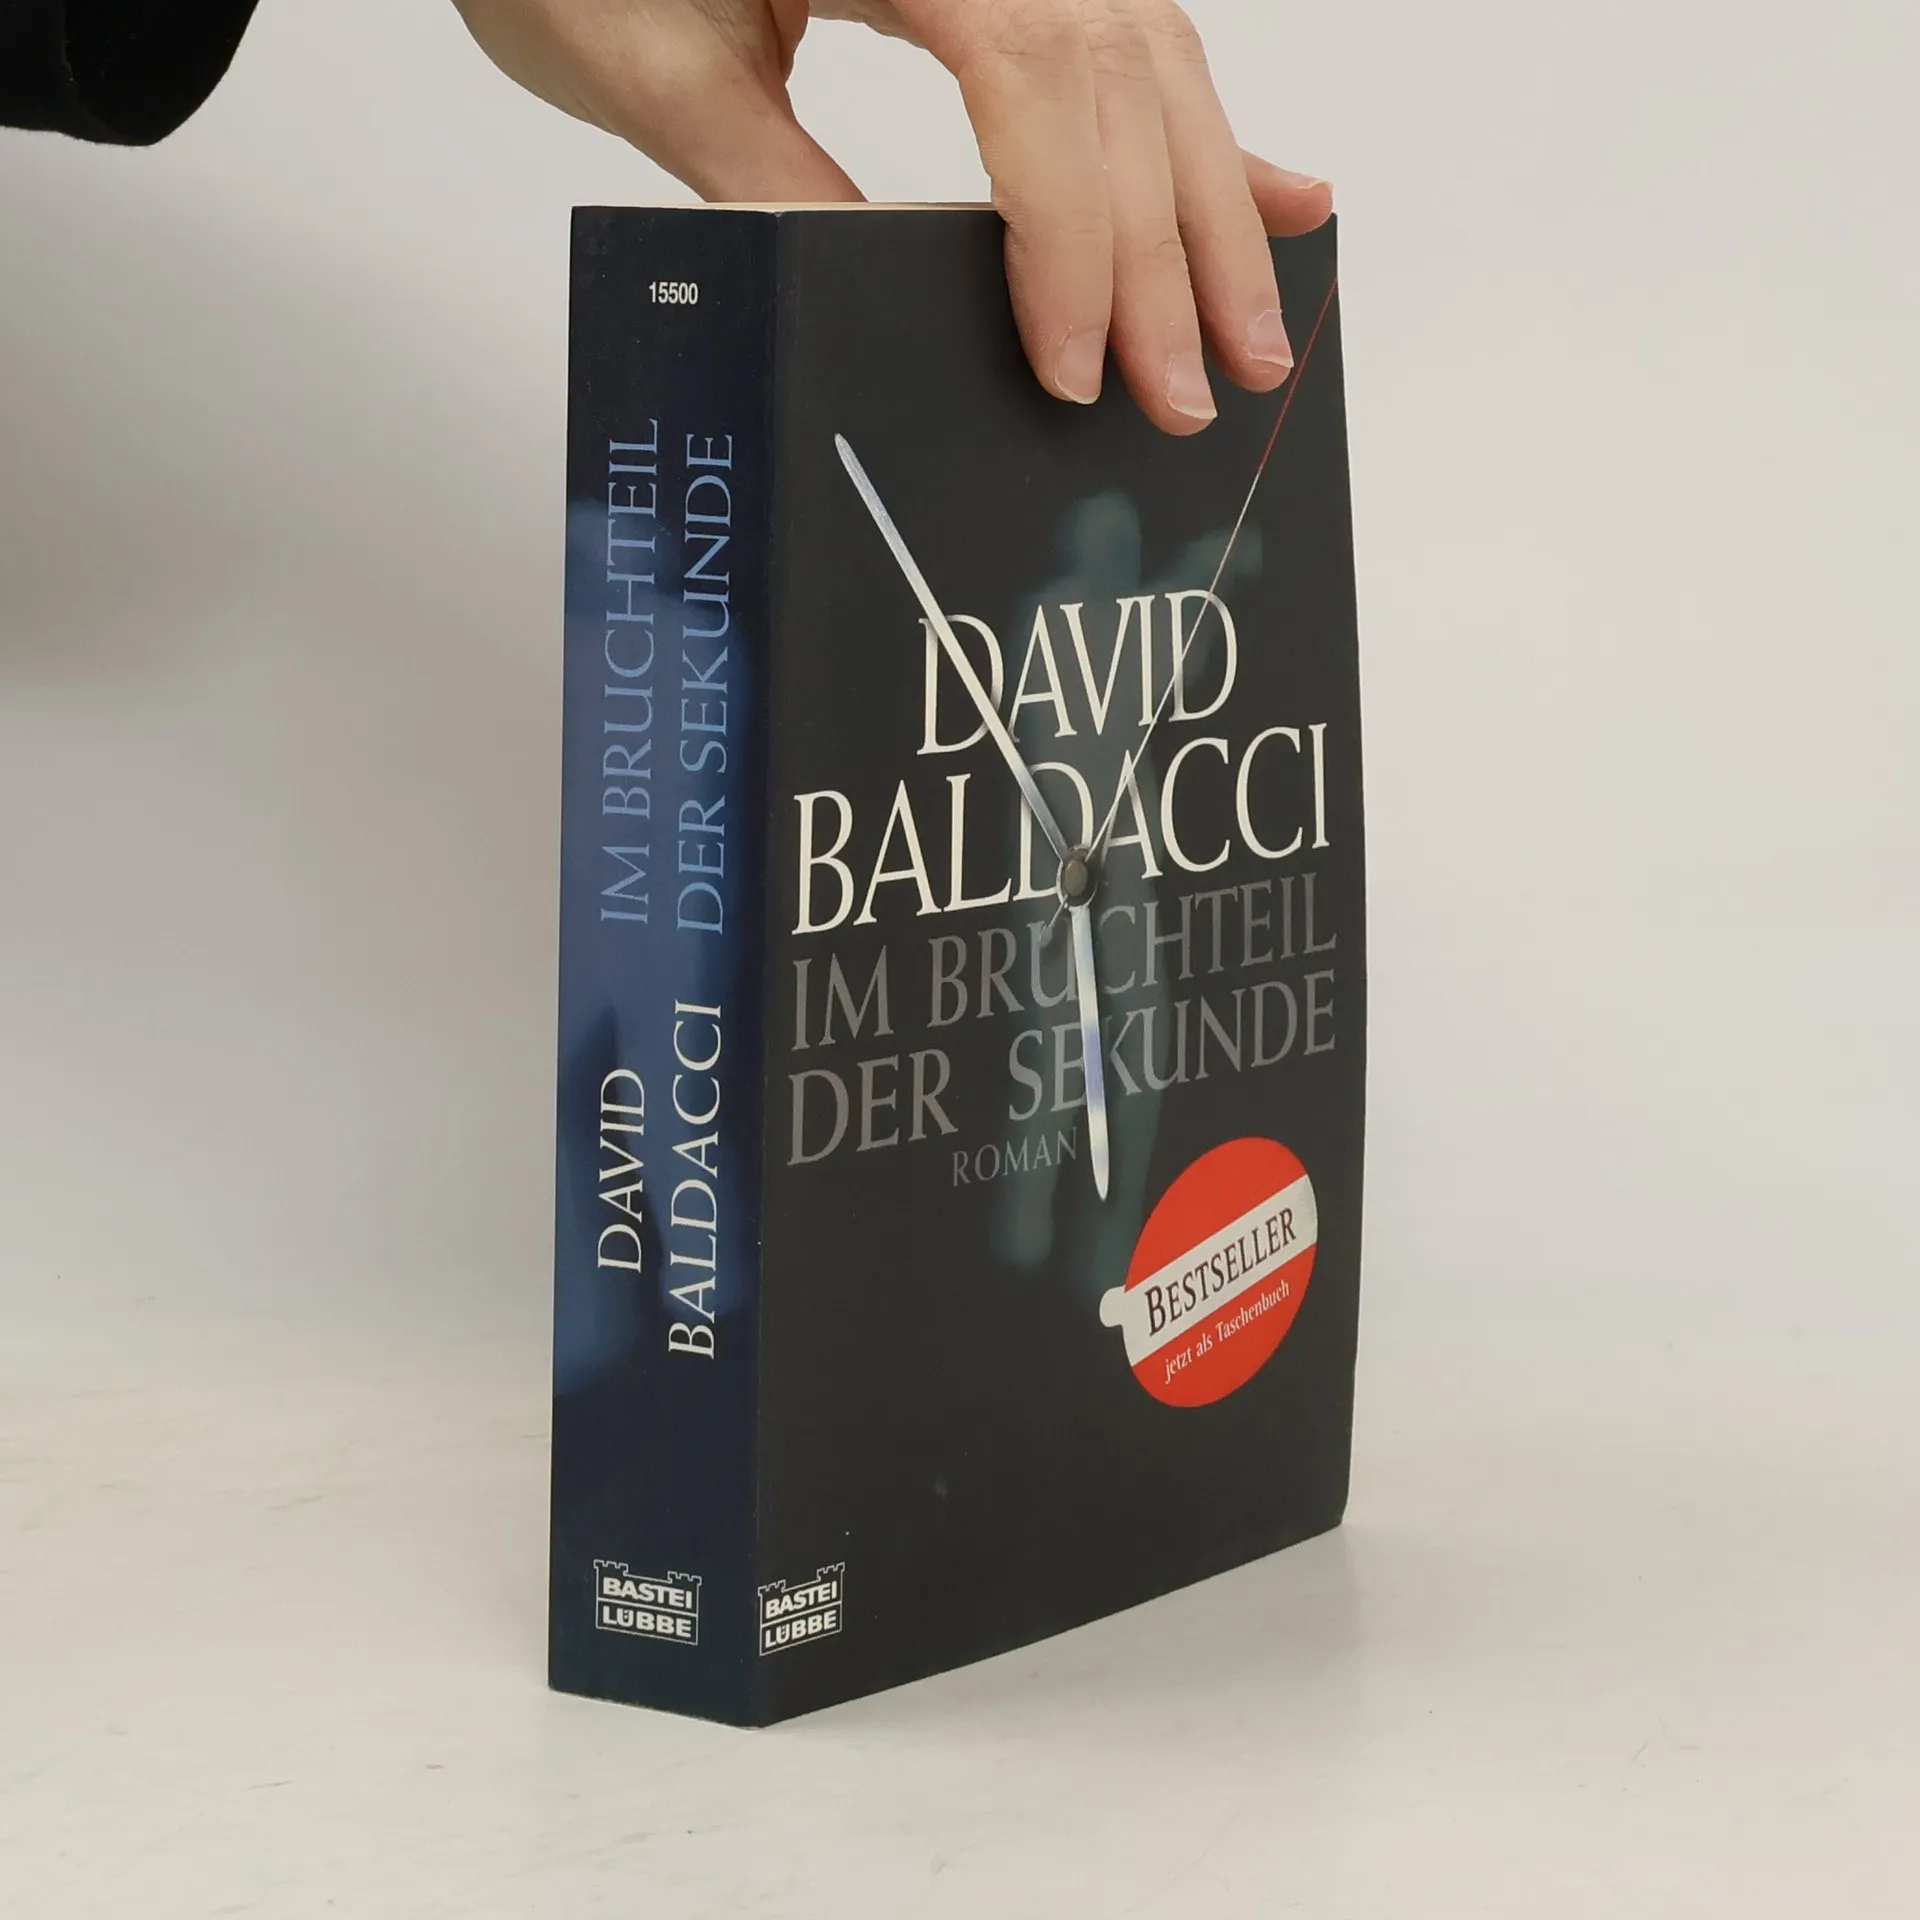 15500
IM BRUCHTEIL
DER SEKUNDE
DAVID
BALDACCI
BASTEI
LÜBBE
DAVID
BALDACCI
IM BRUCHTEIL
DER SEKUNDE
ROMAN
BESTSELLER
jetzt als Taschenbuch
BASTEI
LÜBBE